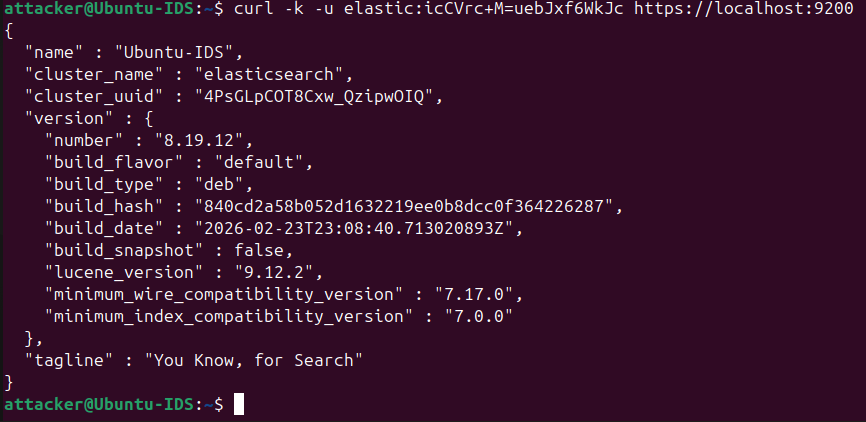 attacker@Ubuntu-IDS:~$ curl -k -u elastic:icCVrc+M=uebJxf6WkJc https://localhost:9200
{
  "name" : "Ubuntu-IDS",
  "cluster_name" : "elasticsearch",
  "cluster_uuid" : "4PsGLpCOT8Cxw_QzipwOIQ",
  "version" : {
    "number" : "8.19.12",
    "build_flavor" : "default",
    "build_type" : "deb",
    "build_hash" : "840cd2a58b052d1632219ee0b8dcc0f364226287",
    "build_date" : "2026-02-23T23:08:40.713020893Z",
    "build_snapshot" : false,
    "lucene_version" : "9.12.2",
    "minimum_wire_compatibility_version" : "7.17.0",
    "minimum_index_compatibility_version" : "7.0.0"
  },
  "tagline" : "You Know, for Search"
}
attacker@Ubuntu-IDS:~$